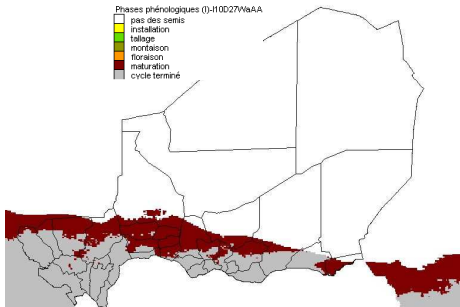 Phases phénologiques (I)-I10D27WaAA
pas des semis
installation
tallage
montaison
floraison
maturation
cycle terminé